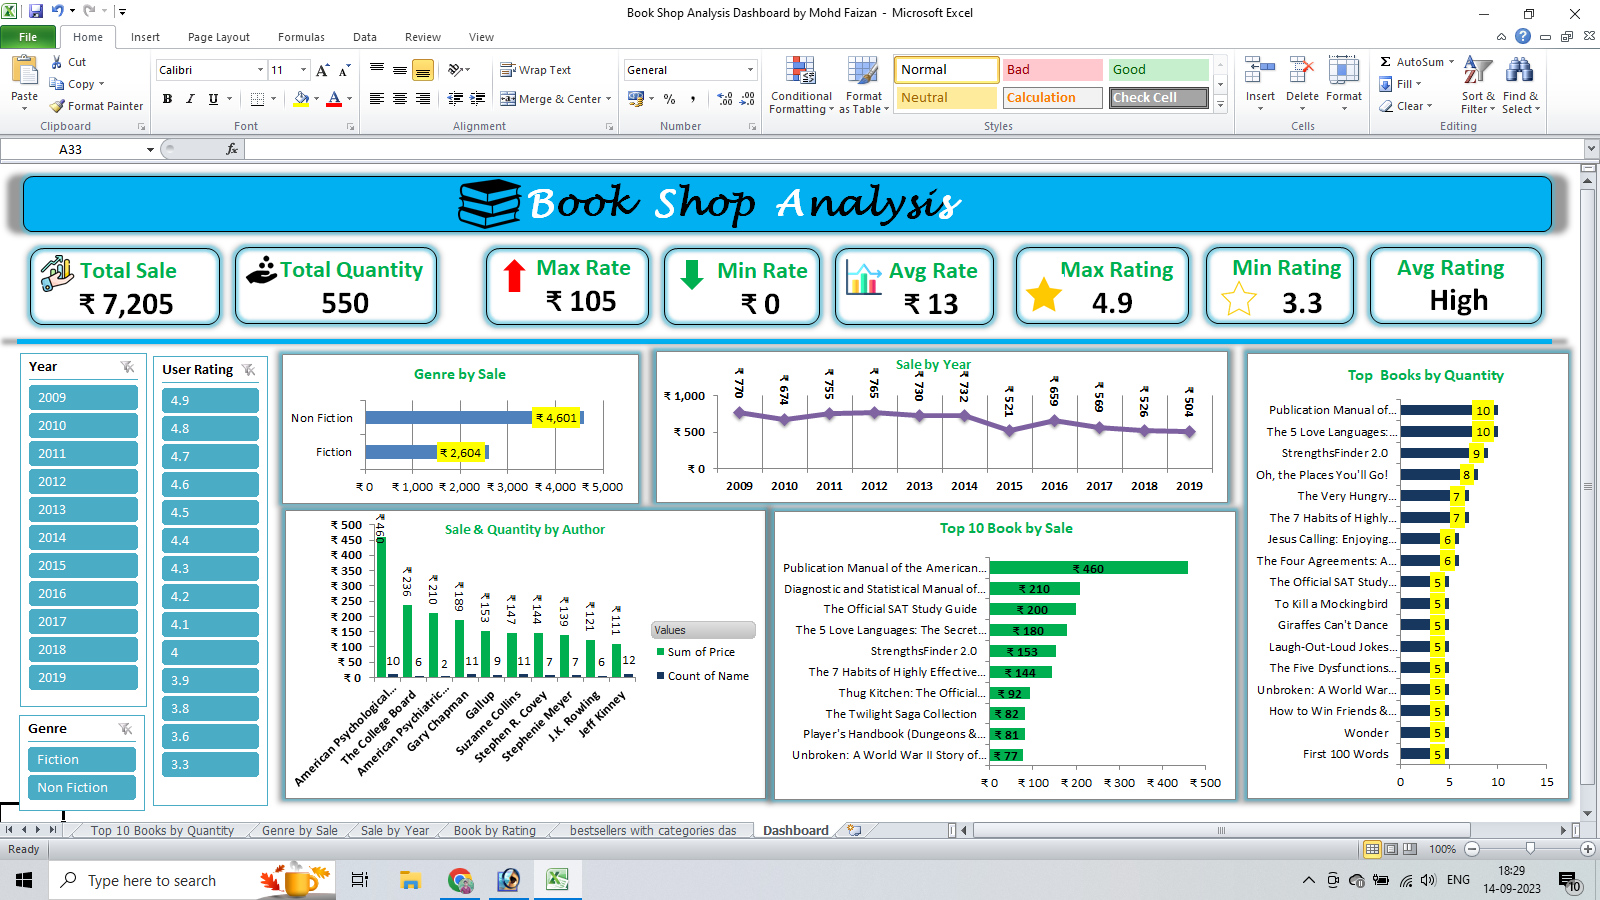 Book Shop Analysis Dashboard by Mohd Faizan - Microsoft Excel
File Home Insert Page Layout Formulas Data Review View
Paste
Cut
Copy
Format Painter
Clipboard
Calibri 11
B I U
A
Font
Wrap Text
Merge & Center
Alignment
General
%
Number
Conditional Formatting
Format as Table
Normal Bad Good
Neutral Calculation Check Cell
Styles
Insert Delete Format
Cells
AutoSum
Fill
Clear
Sort & Filter
Find & Select
Editing
A33
fx
Book Shop Analysis
Total Sale
₹ 7,205
Total Quantity
550
Max Rate
₹ 105
Min Rate
₹ 0
Avg Rate
₹ 13
Max Rating
4.9
Min Rating
3.3
Avg Rating
High
Year
2009
2010
2011
2012
2013
2014
2015
2016
2017
2018
2019
Genre
Fiction
Non Fiction
User Rating
4.9
4.8
4.7
4.6
4.5
4.4
4.3
4.2
4.1
4
3.9
3.8
3.6
3.3
Genre by Sale
Non Fiction ₹ 4,601
Fiction ₹ 2,604
₹ 0 ₹ 1,000 ₹ 2,000 ₹ 3,000 ₹ 4,000 ₹ 5,000
Sale by Year
₹ 1,000
₹ 500
₹ 0
₹ 770 ₹ 674 ₹ 755 ₹ 765 ₹ 730 ₹ 732 ₹ 521 ₹ 659 ₹ 569 ₹ 526 ₹ 504
2009 2010 2011 2012 2013 2014 2015 2016 2017 2018 2019
Sale & Quantity by Author
₹ 500
₹ 450
₹ 400
₹ 350
₹ 300
₹ 250
₹ 200
₹ 150
₹ 100
₹ 50
₹ 0
₹ 460 ₹ 236 ₹ 210 ₹ 189 ₹ 153 ₹ 147 ₹ 144 ₹ 139 ₹ 121 ₹ 111
10 6 2 11 9 11 7 7 6 12
American Psychological...
The College Board
American Psychiatric...
Gary Chapman
Gallup
Suzanne Collins
Stephen R. Covey
Stephenie Meyer
J.K. Rowling
Jeff Kinney
Values
Sum of Price
Count of Name
Top 10 Book by Sale
Publication Manual of the American... ₹ 460
Diagnostic and Statistical Manual of... ₹ 210
The Official SAT Study Guide ₹ 200
The 5 Love Languages: The Secret... ₹ 180
StrengthsFinder 2.0 ₹ 153
The 7 Habits of Highly Effective... ₹ 144
Thug Kitchen: The Official... ₹ 92
The Twilight Saga Collection ₹ 82
Player's Handbook (Dungeons &... ₹ 81
Unbroken: A World War II Story of... ₹ 77
₹ 0 ₹ 100 ₹ 200 ₹ 300 ₹ 400 ₹ 500
Top Books by Quantity
Publication Manual of... 10
The 5 Love Languages:... 10
StrengthsFinder 2.0 9
Oh, the Places You'll Go! 8
The Very Hungry... 7
The 7 Habits of Highly... 7
Jesus Calling: Enjoying... 6
The Four Agreements: A... 6
The Official SAT Study... 5
To Kill a Mockingbird 5
Giraffes Can't Dance 5
Laugh-Out-Loud Jokes... 5
The Five Dysfunctions... 5
Unbroken: A World War... 5
How to Win Friends &... 5
Wonder 5
First 100 Words 5
0 5 10 15
Top 10 Books by Quantity Genre by Sale Sale by Year Book by Rating bestsellers with categories das Dashboard
Ready
100%
Type here to search
ENG
18:29
14-09-2023
10